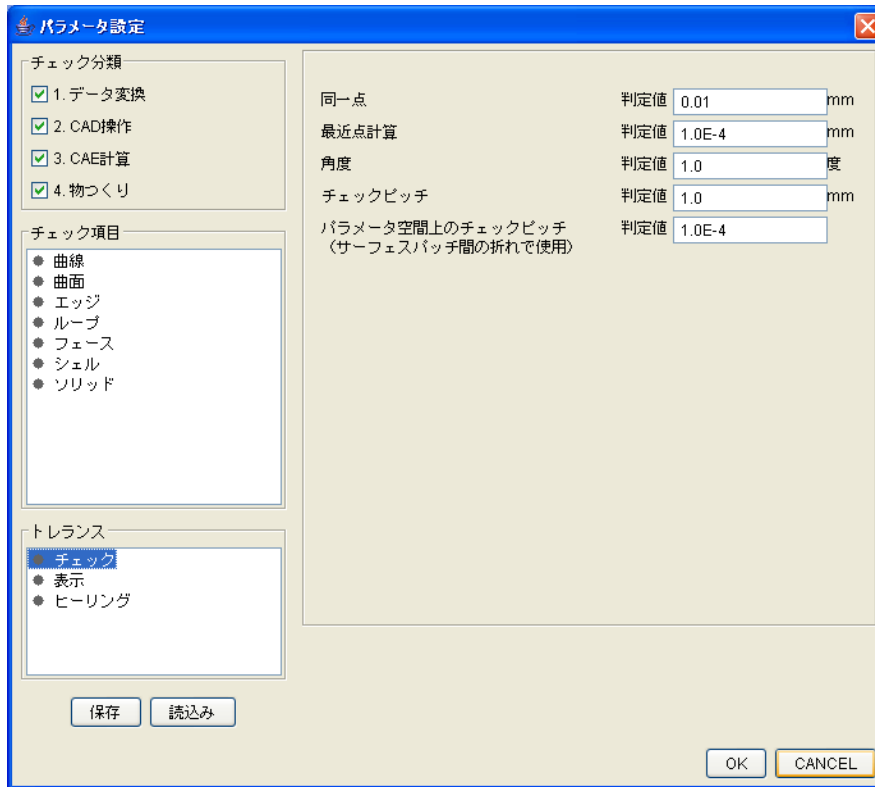 パラメータ設定
チェック分類
1. データ変換
2. CAD操作
3. CAE計算
4. 物つくり
チェック項目
曲線
曲面
エッジ
ループ
フェース
シェル
ソリッド
トレランス
チェック
表示
ヒーリング
保存 読込み
同一点 判定値 0.01 mm
最近点計算 判定値 1.0E-4 mm
角度 判定値 1.0 度
チェックピッチ 判定値 1.0 mm
パラメータ空間上のチェックピッチ 判定値 1.0E-4
（サーフェスパッチ間の折れで使用）
OK CANCEL